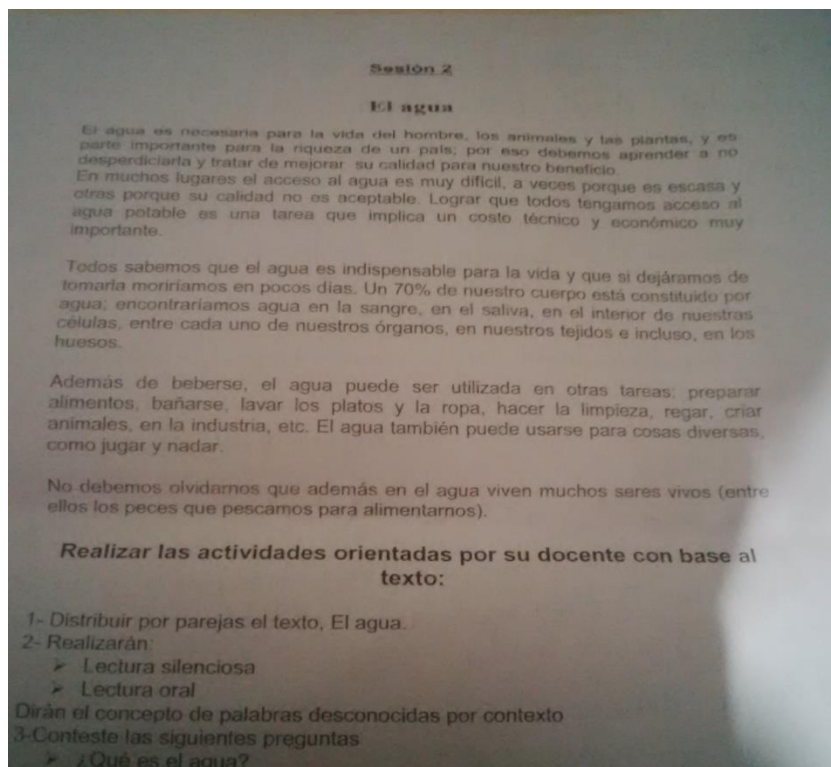 Sesión 2
El agua
El agua es necesaria para la vida del hombre, los animales y las plantas, y es
parte importante para la riqueza de un país; por eso debemos aprender a no
desperdiciarla y tratar de mejorar su calidad para nuestro beneficio.
En muchos lugares el acceso al agua es muy difícil, a veces porque es escasa y
otras porque su calidad no es aceptable. Lograr que todos tengamos acceso al
agua potable es una tarea que implica un costo técnico y económico muy
importante.
Todos sabemos que el agua es indispensable para la vida y que si dejáramos de
tomarla moriríamos en pocos días. Un 70% de nuestro cuerpo está constituido por
agua; encontraríamos agua en la sangre, en el saliva, en el interior de nuestras
células, entre cada uno de nuestros órganos, en nuestros tejidos e incluso, en los
huesos.
Además de beberse, el agua puede ser utilizada en otras tareas: preparar
alimentos, bañarse, lavar los platos y la ropa, hacer la limpieza, regar, criar
animales, en la industria, etc. El agua también puede usarse para cosas diversas,
como jugar y nadar.
No debemos olvidarnos que además en el agua viven muchos seres vivos (entre
ellos los peces que pescamos para alimentarnos).
Realizar las actividades orientadas por su docente con base al
texto:
1- Distribuir por parejas el texto, El agua.
2- Realizarán:
➢ Lectura silenciosa
➢ Lectura oral
Dirán el concepto de palabras desconocidas por contexto
3-Conteste las siguientes preguntas
➢ ¿Qué es el agua?